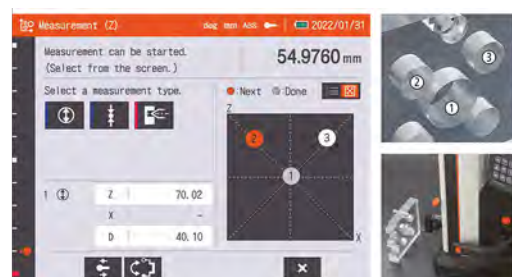 Measurement (Z)
deg mm ABS 2022/01/31
Measurement can be started.
(Select from the screen.)
54.9760 mm
Select a measurement type.
Next Done
Z
2
3
1
X
1 Z 70.02
X -
D 40.10
3
2
1